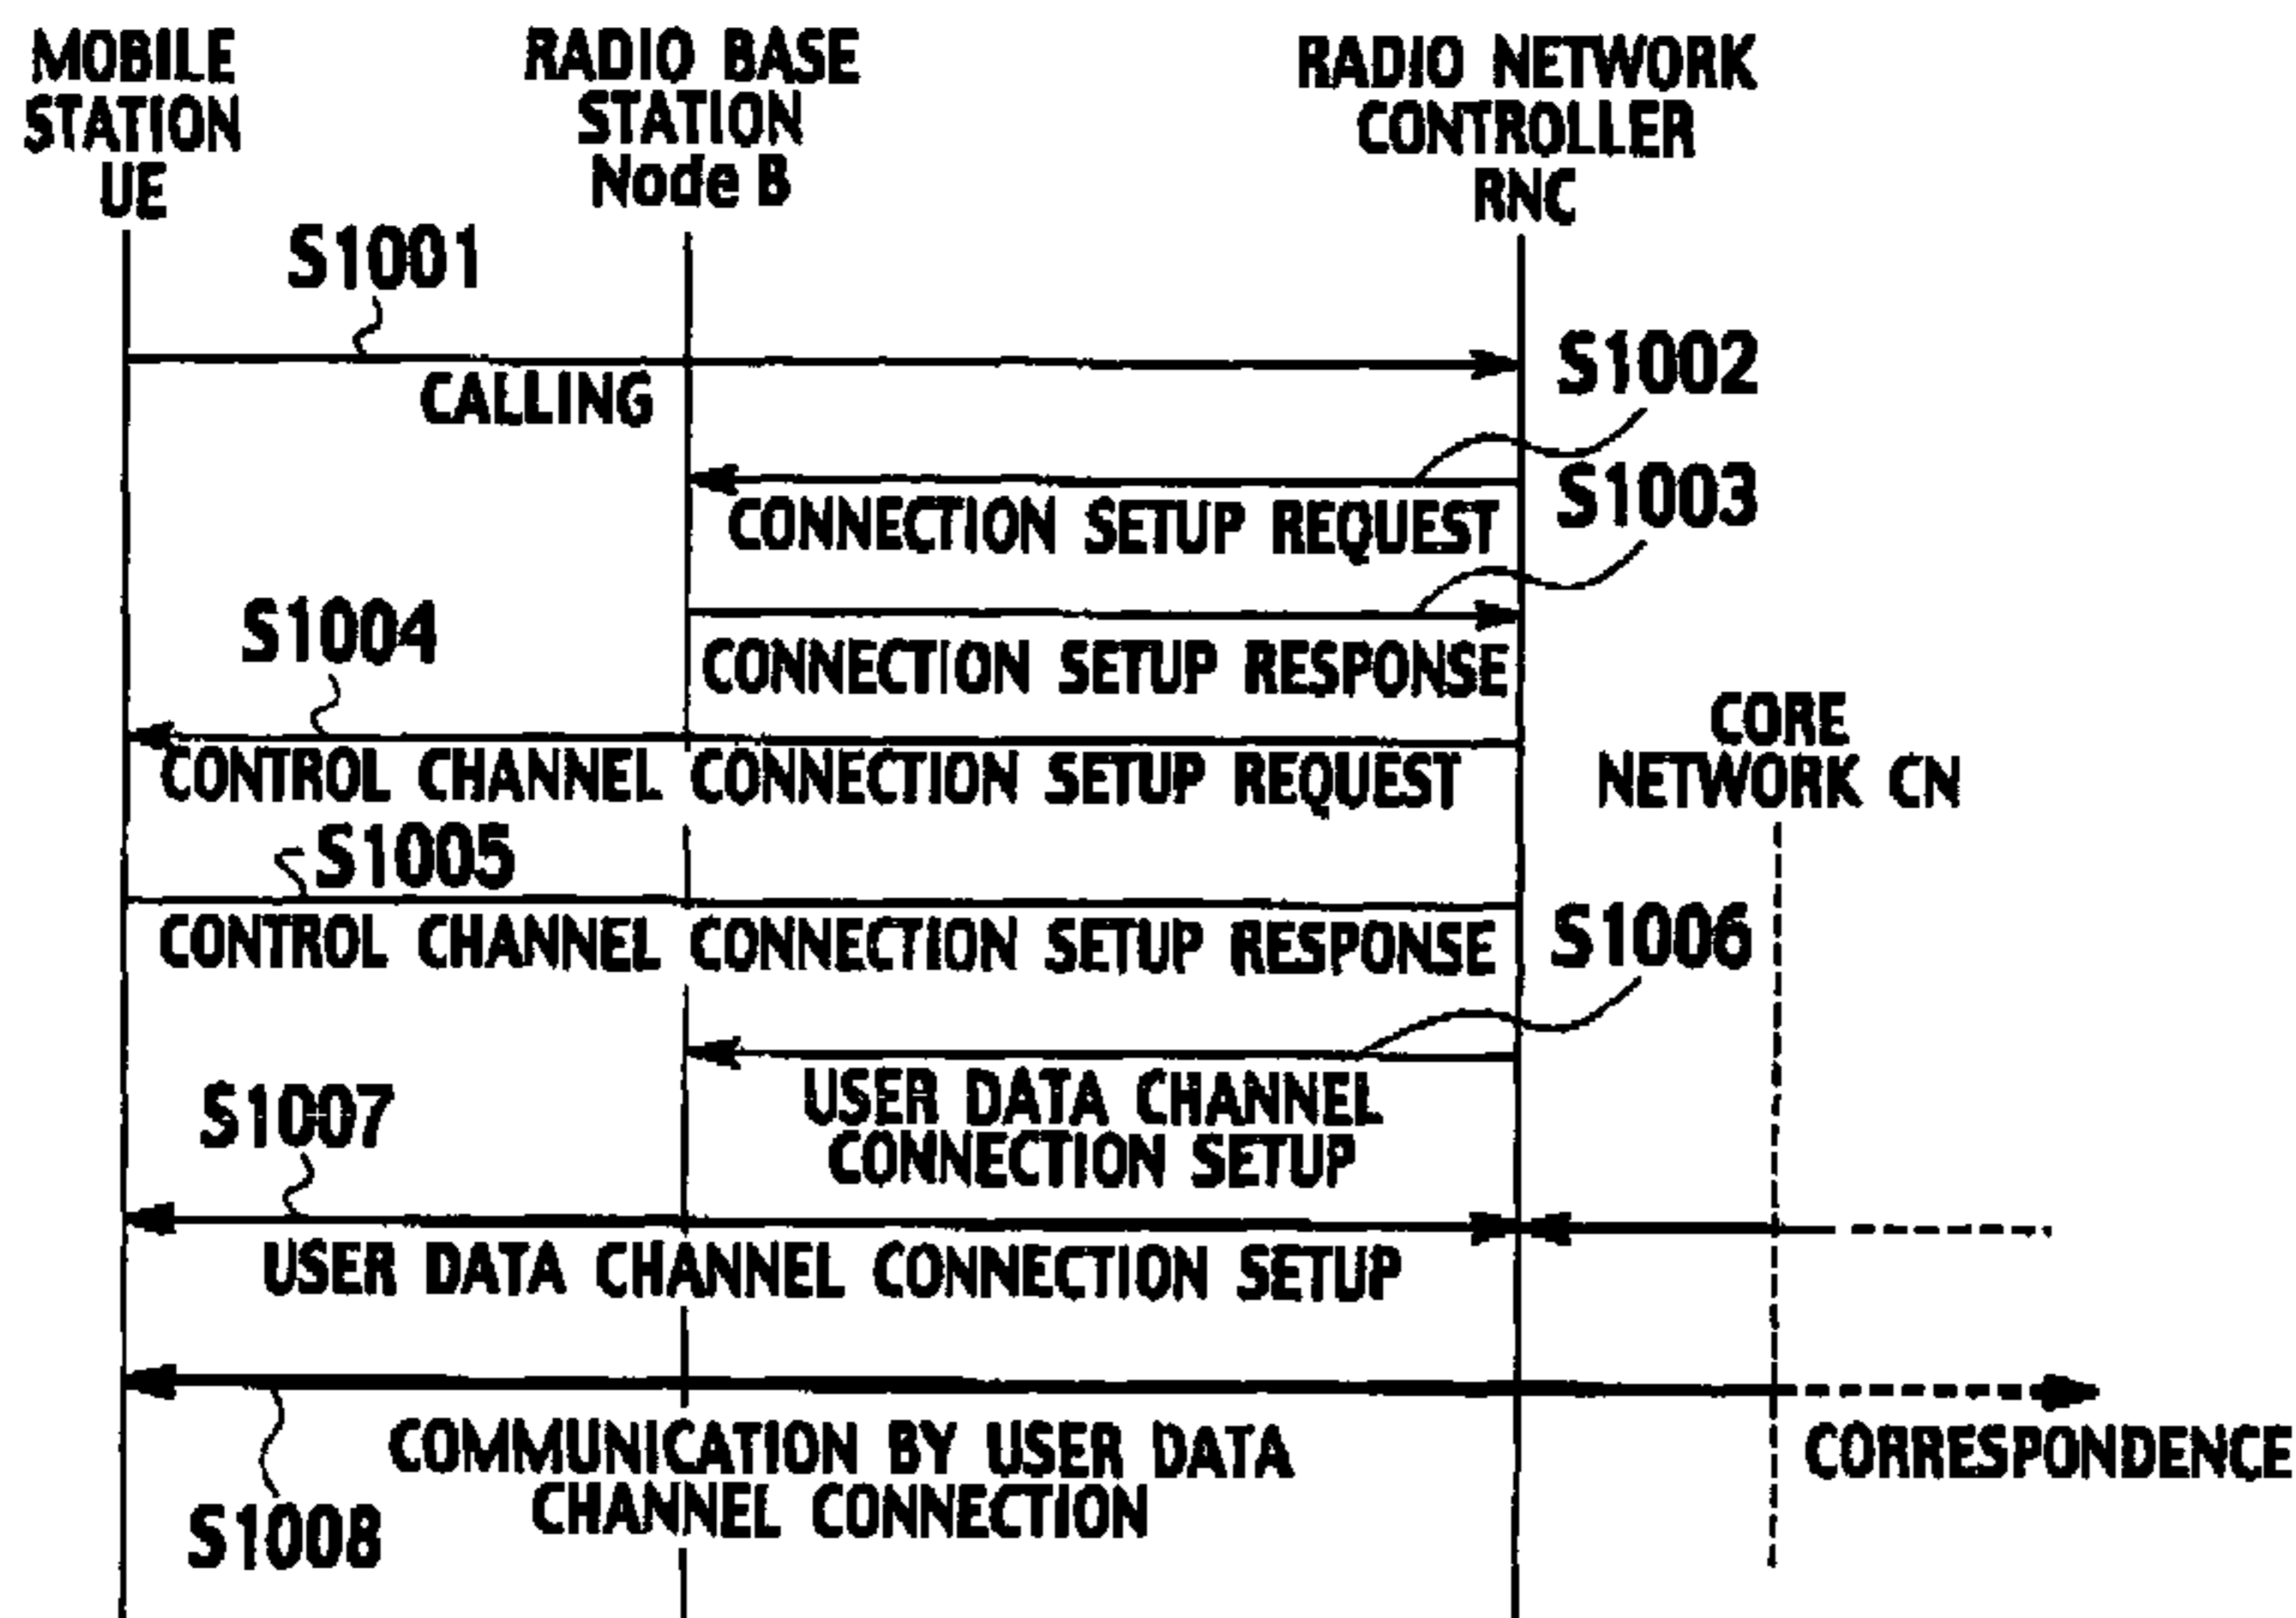 MOBILE
STATION
UE
RADIO BASE
STATION
Node B
RADIO NETWORK
CONTROLLER
RNC
S1001
CALLING
S1002
CONNECTION SETUP REQUEST
S1003
CONNECTION SETUP RESPONSE
S1004
CONTROL CHANNEL CONNECTION SETUP REQUEST
CORE
NETWORK CN
S1005
CONTROL CHANNEL CONNECTION SETUP RESPONSE
S1006
USER DATA CHANNEL
CONNECTION SETUP
S1007
USER DATA CHANNEL CONNECTION SETUP
COMMUNICATION BY USER DATA
CHANNEL CONNECTION
CORRESPONDENCE
S1008